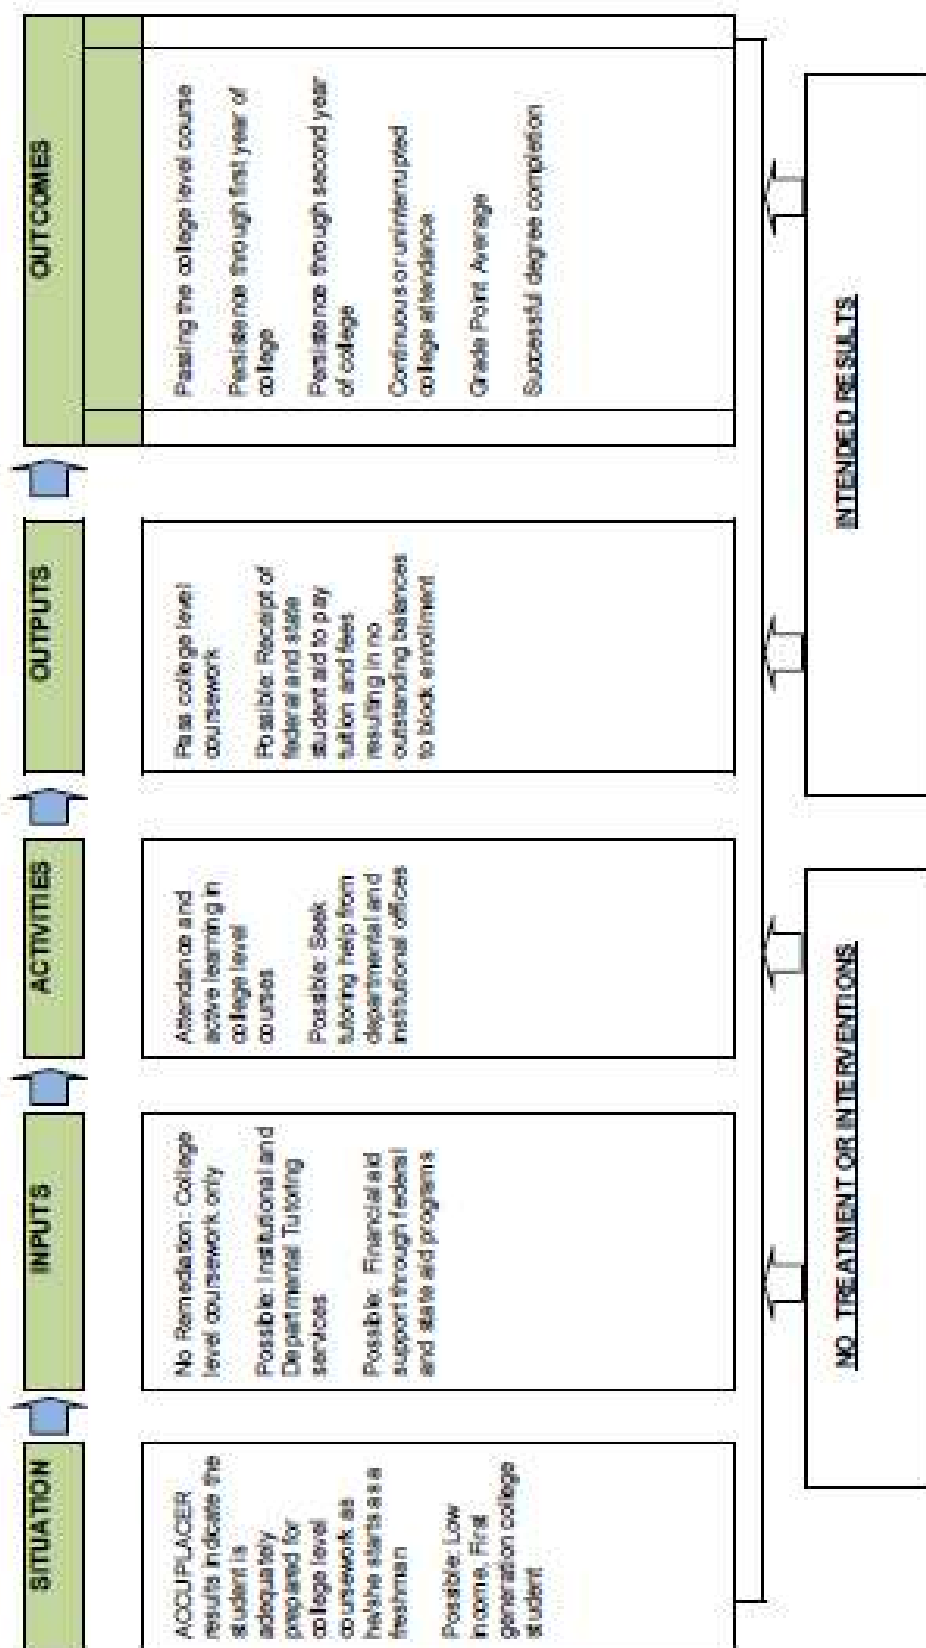 SITUATION
ACCUPLACER
results indicate the
student is
adequately
prepared for
college level
coursework as
he/she starts as a
freshman
Possible: Low
income, First
generation college
student
INPUTS
No Remediation: College
level coursework only
Possible: Institutional and
Departmental Tutoring
services
Possible: Financial aid
support through federal
and state aid programs
ACTIVITIES
Attendance and
active learning in
college level
courses
Possible: Seek
tutoring help from
departmental and
institutional offices
OUTPUTS
Pass college level
coursework
Possible: Receipt of
federal and state
student aid to pay
tuition and fees
resulting in no
outstanding balances
to block enrollment
OUTCOMES
Passing the college level course
Persistence through first year of
college
Persistence through second year
of college
Continuous or uninterrupted
college attendance
Grade Point Average
Successful degree completion
NO TREATMENT OR INTERVENTIONS
INTENDED RESULTS